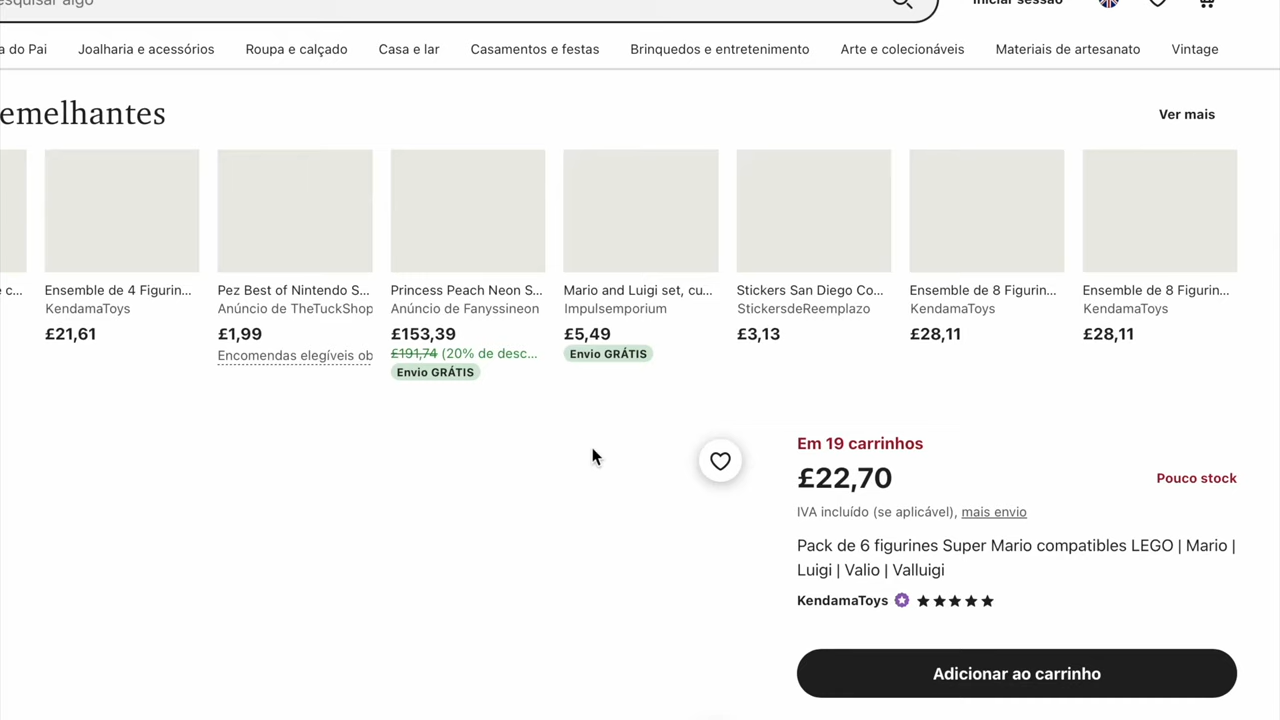 Iniciar sessão
a do Pai Joalharia e acessórios Roupa e calçado Casa e lar Casamentos e festas Brinquedos e entretenimento Arte e colecionáveis Materiais de artesanato Vintage
emelhantes
Ver mais
e c... Ensemble de 4 Figurin... Pez Best of Nintendo S... Princess Peach Neon S... Mario and Luigi set, cu... Stickers San Diego Co... Ensemble de 8 Figurin... Ensemble de 8 Figurin...
KendamaToys Anúncio de TheTuckShop Anúncio de Fanyssineon Impulsemporium StickersdeReemplazo KendamaToys KendamaToys
£21,61 £1,99 £153,39 £5,49 £3,13 £28,11 £28,11
Encomendas elegíveis ob £191,74 (20% de desc... Envio GRÁTIS
Envio GRÁTIS
Em 19 carrinhos
£22,70 Pouco stock
IVA incluído (se aplicável), mais envio
Pack de 6 figurines Super Mario compatibles LEGO | Mario |
Luigi | Valio | Valluigi
KendamaToys
Adicionar ao carrinho